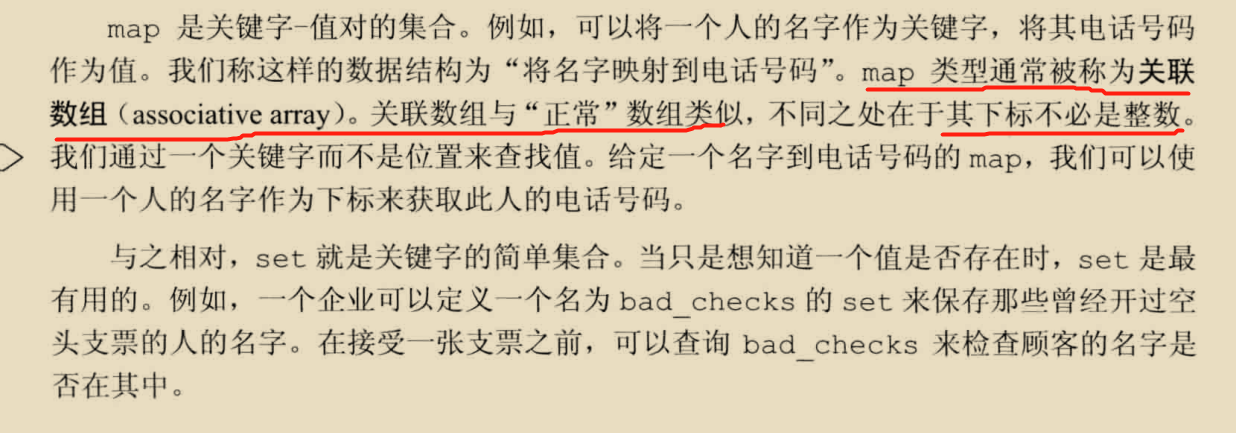 map 是关键字-值对的集合。例如，可以将一个人的名字作为关键字，将其电话号码
作为值。我们称这样的数据结构为“将名字映射到电话号码”。map 类型通常被称为关联
数组（associative array）。关联数组与“正常”数组类似，不同之处在于其下标不必是整数。
我们通过一个关键字而不是位置来查找值。给定一个名字到电话号码的 map，我们可以使
用一个人的名字作为下标来获取此人的电话号码。
与之相对，set 就是关键字的简单集合。当只是想知道一个值是否存在时，set 是最
有用的。例如，一个企业可以定义一个名为 bad_checks 的 set 来保存那些曾经开过空
头支票的人的名字。在接受一张支票之前，可以查询 bad_checks 来检查顾客的名字是
否在其中。